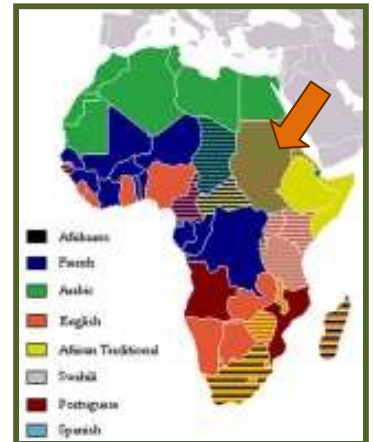 Afrikaans
French
Arabic
English
African Traditional
Swahili
Portuguese
Spanish